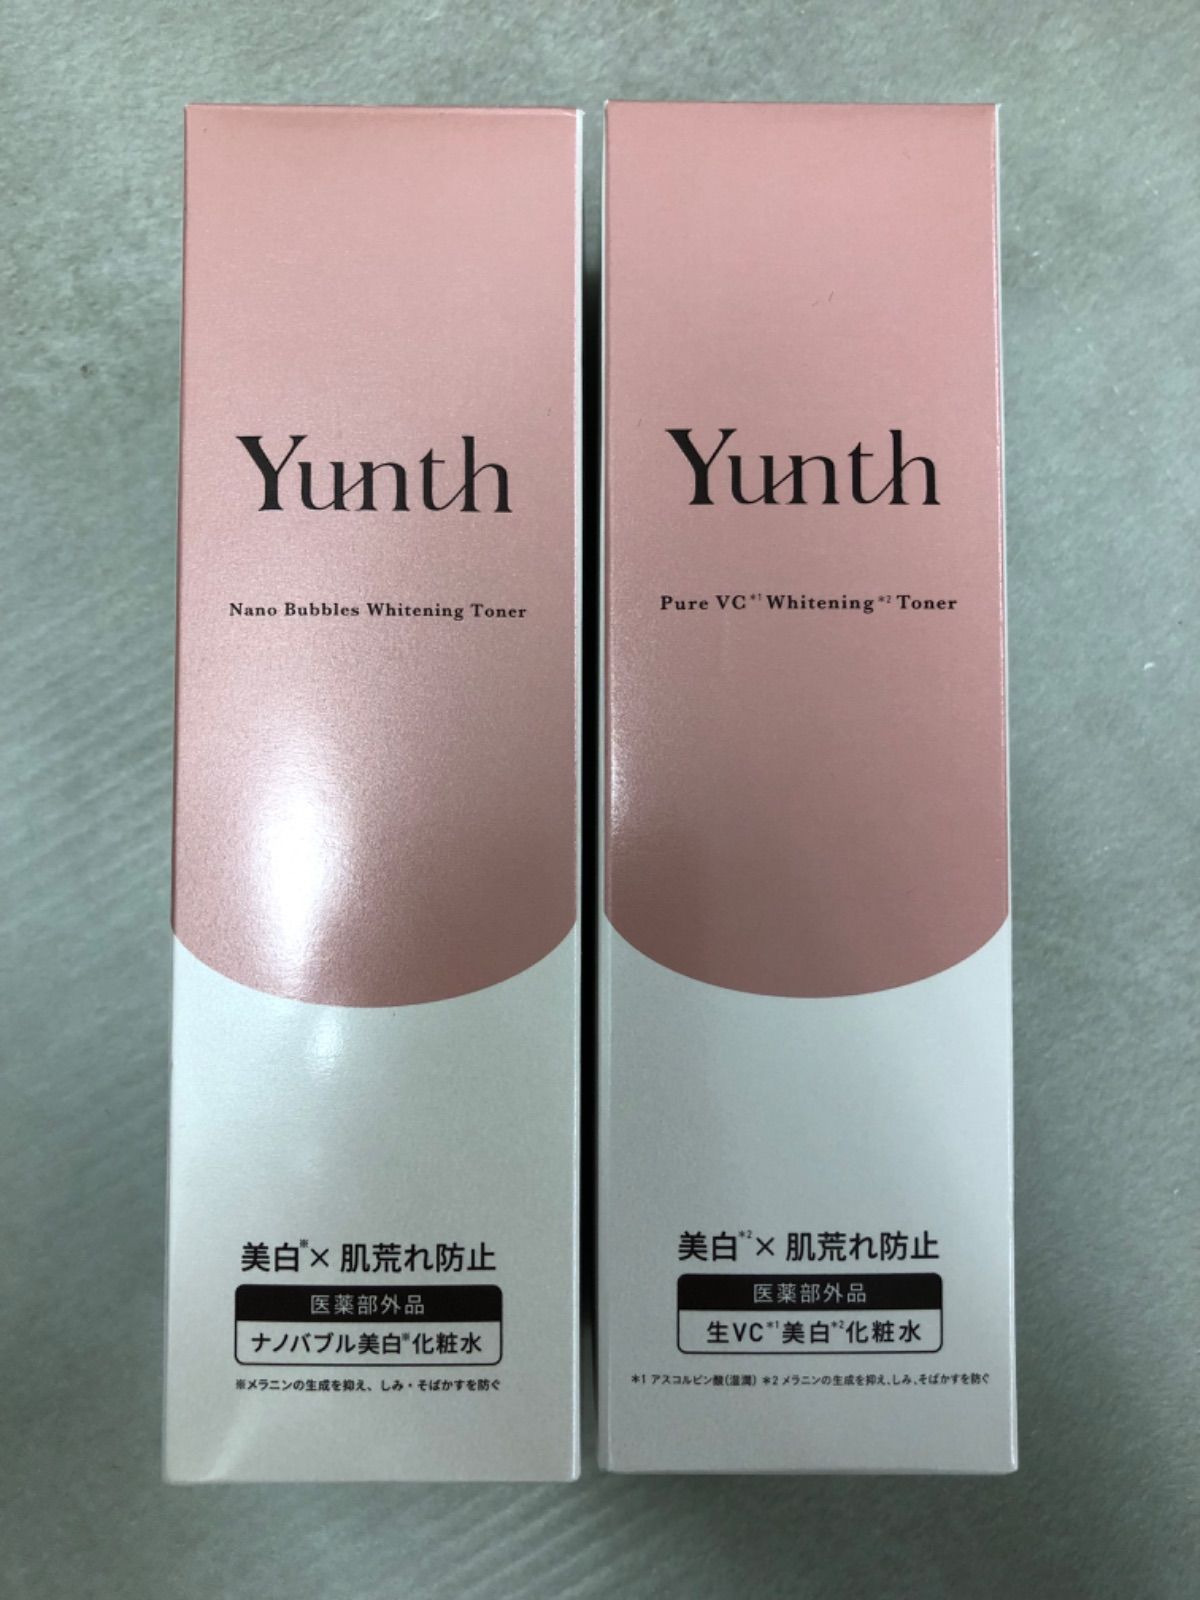 Yunth
Nano Bubbles Whitening Toner
美白※× 肌荒れ防止
医薬部外品
ナノバブル美白※化粧水
※メラニンの生成を抑え、しみ・そばかすを防ぐ
Yunth
Pure VC*1 Whitening*2 Toner
美白*2× 肌荒れ防止
医薬部外品
生VC*1美白*2化粧水
*1 アスコルビン酸(湿潤) *2 メラニンの生成を抑え、しみ、そばかすを防ぐ